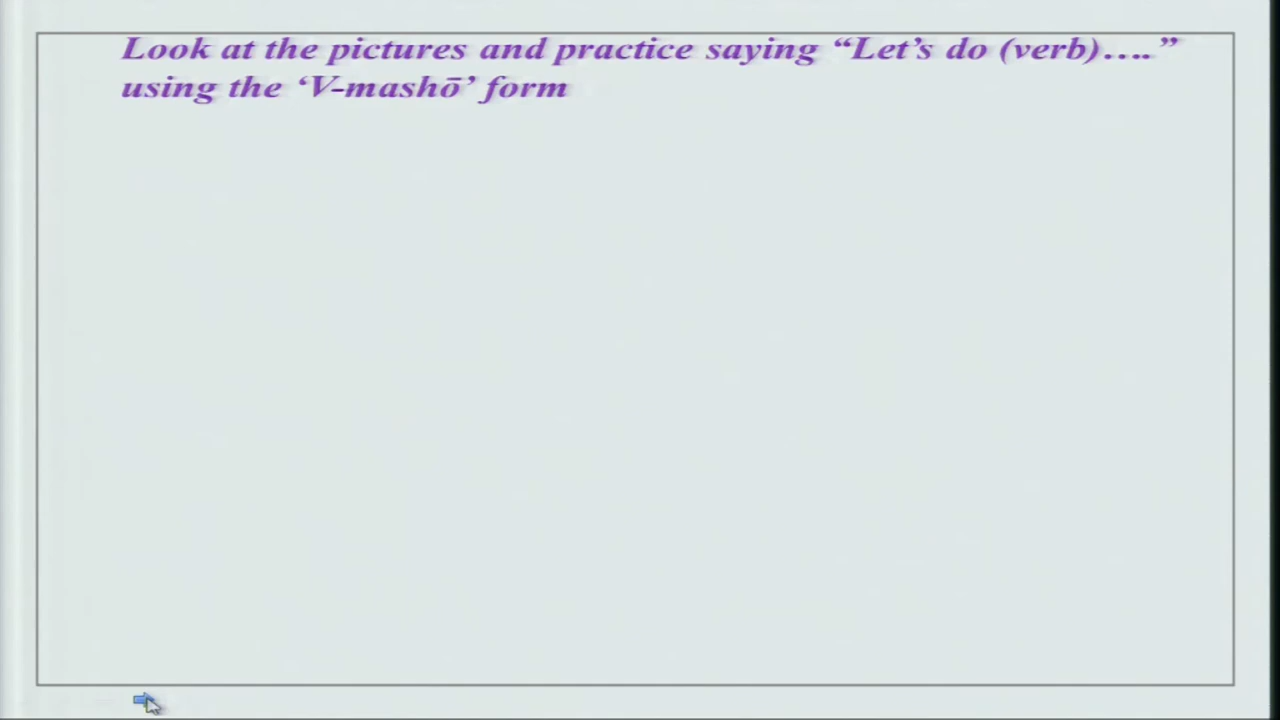 Look at the pictures and practice saying “Let’s do (verb)….”
using the ‘V-mashō’ form